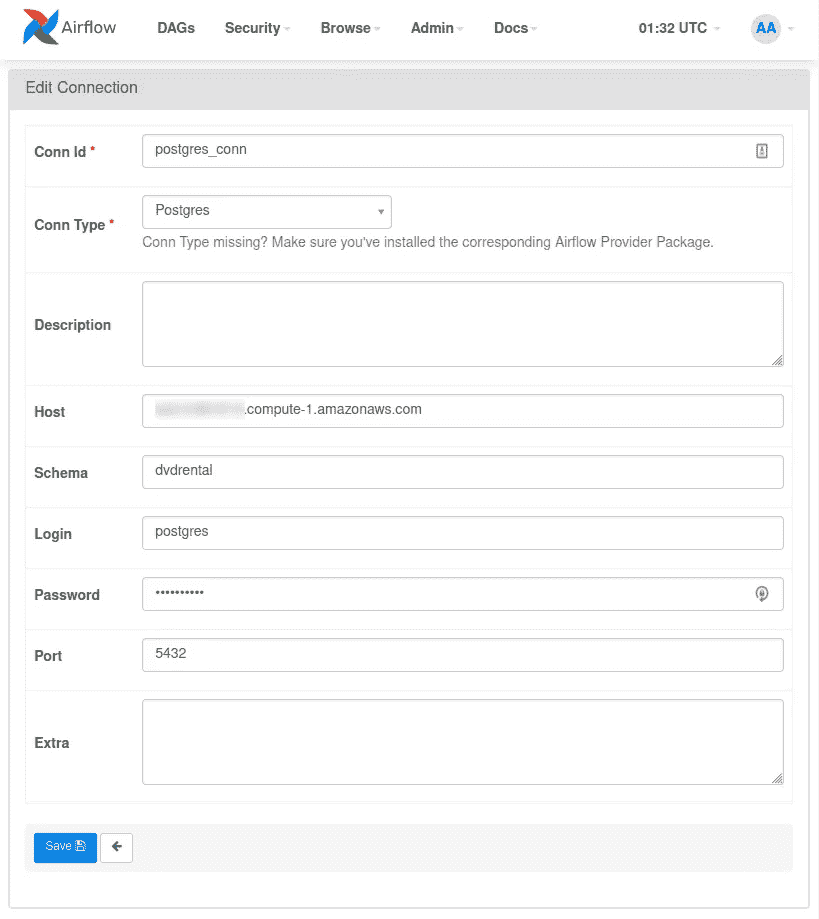 Airflow DAGs Security Browse Admin Docs 01:32 UTC AA
Edit Connection
Conn Id * postgres_conn
Conn Type * Postgres
Conn Type missing? Make sure you've installed the corresponding Airflow Provider Package.
Description
Host .compute-1.amazonaws.com
Schema dvdrental
Login postgres
Password ••••••••••
Port 5432
Extra
Save